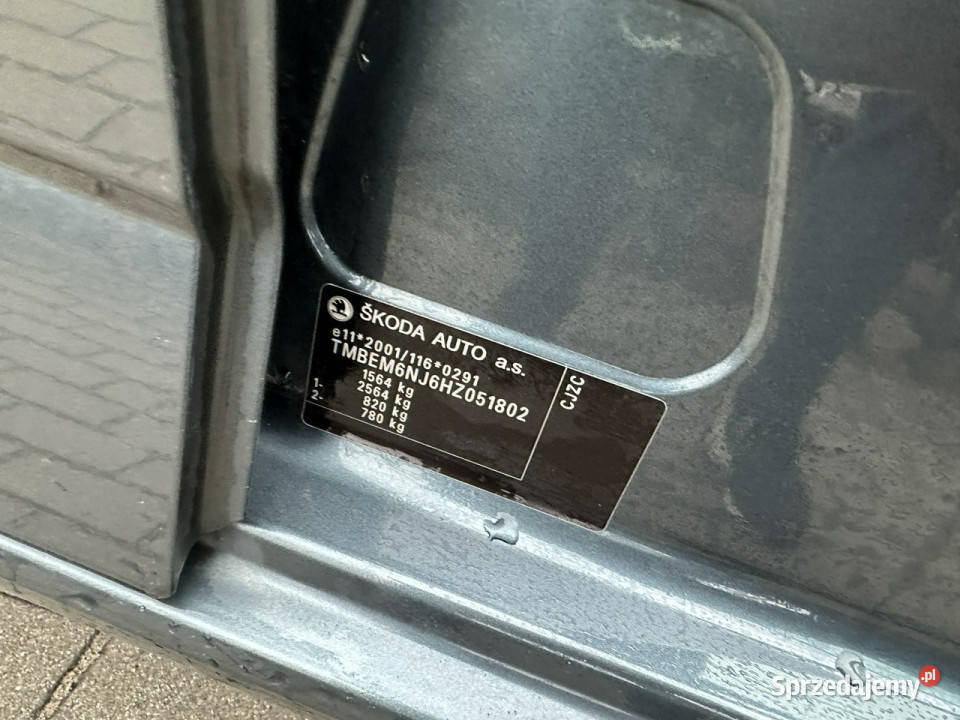 ŠKODA AUTO a.s.
e11*2001/116*0291
TMBEM6NJ6HZ051802
1564 kg
2564 kg
1- 820 kg
2- 780 kg
CJZC
Sprzedajemy.pl